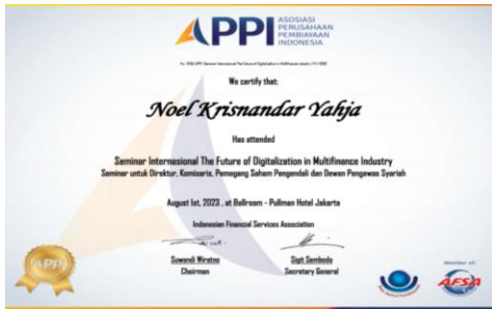 APPI
ASOSIASI
PERUSAHAAN
PEMBIAYAAN
INDONESIA
We certify that:
Noel Krisnandar Yahja
Has attended
Seminar Internasional The Future of Digitalization in Multifinance Industry
Seminar untuk Direktur, Komisaris, Pemegang Saham Pengendali dan Dewan Pengawas Syariah
August 1st, 2023 , at Ballroom - Pullman Hotel Jakarta
Indonesian Financial Services Association
Suwandi Wiratno
Sigit Sembodo
Chairman
Secretary General
APPI
Member of:
AFSA